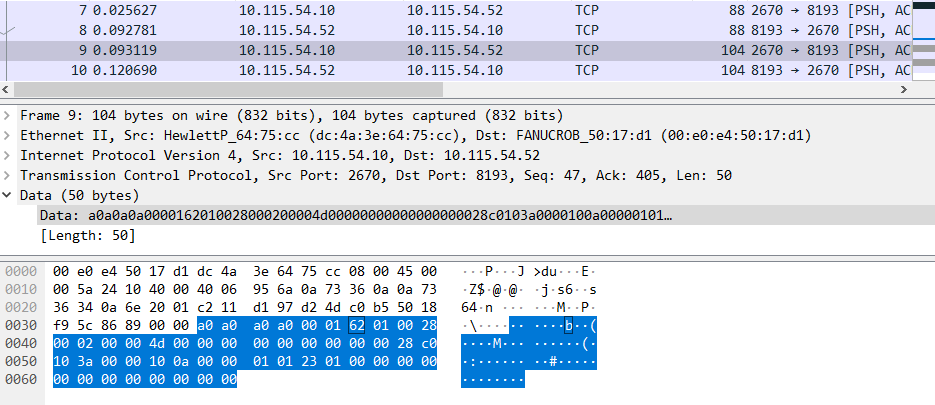 7 0.025627 10.115.54.10 10.115.54.52 TCP 88 2670 → 8193 [PSH, AC
8 0.092781 10.115.54.52 10.115.54.10 TCP 88 8193 → 2670 [PSH, AC
9 0.093119 10.115.54.10 10.115.54.52 TCP 104 2670 → 8193 [PSH, AC
10 0.120690 10.115.54.52 10.115.54.10 TCP 104 8193 → 2670 [PSH, AC
Frame 9: 104 bytes on wire (832 bits), 104 bytes captured (832 bits)
Ethernet II, Src: HewlettP_64:75:cc (dc:4a:3e:64:75:cc), Dst: FANUCROB_50:17:d1 (00:e0:e4:50:17:d1)
Internet Protocol Version 4, Src: 10.115.54.10, Dst: 10.115.54.52
Transmission Control Protocol, Src Port: 2670, Dst Port: 8193, Seq: 47, Ack: 405, Len: 50
Data (50 bytes)
Data: a0a0a0a0000162010028000200004d00000000000000000028c0103a0000100a00000101…
[Length: 50]
0000 00 e0 e4 50 17 d1 dc 4a 3e 64 75 cc 08 00 45 00 ···P···J >du···E·
0010 00 5a 24 10 40 00 40 06 95 6a 0a 73 36 0a 0a 73 ·Z$·@·@· ·j·s6··s
0020 36 34 0a 6e 20 01 c2 11 d1 97 d2 4d c0 b5 50 18 64·n ··· ···M··P·
0030 f9 5c 86 89 00 00 a0 a0 a0 a0 00 01 62 01 00 28 ·\······ ····b··(
0040 00 02 00 00 4d 00 00 00 00 00 00 00 00 00 28 c0 ····M··· ······(·
0050 10 3a 00 00 10 0a 00 00 01 01 23 01 00 00 00 00 ·:······ ··#·····
0060 00 00 00 00 00 00 00 00 ········